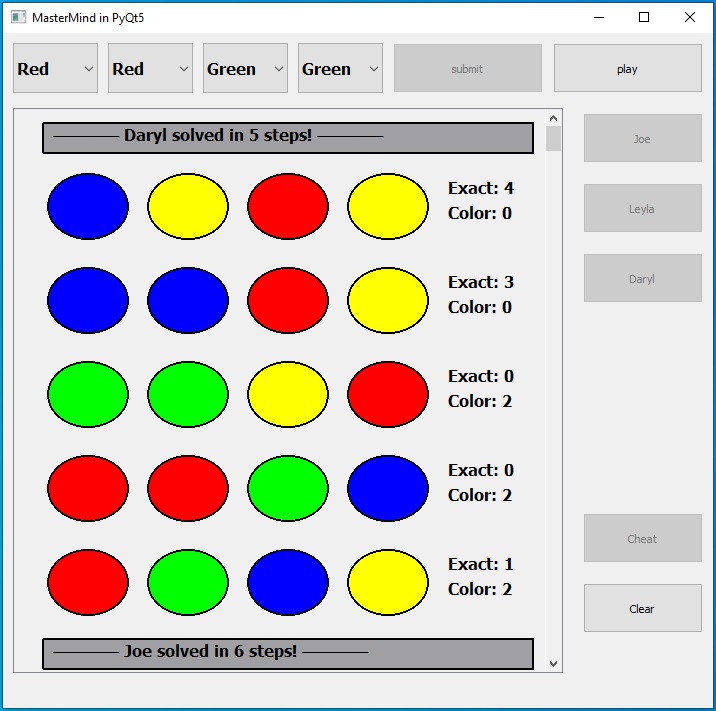 MasterMind in PyQt5
Red Red Green Green submit play
Daryl solved in 5 steps!
Joe
Exact: 4
Color: 0
Leyla
Daryl
Exact: 3
Color: 0
Exact: 0
Color: 2
Exact: 0
Color: 2
Cheat
Exact: 1
Color: 2
Clear
Joe solved in 6 steps!